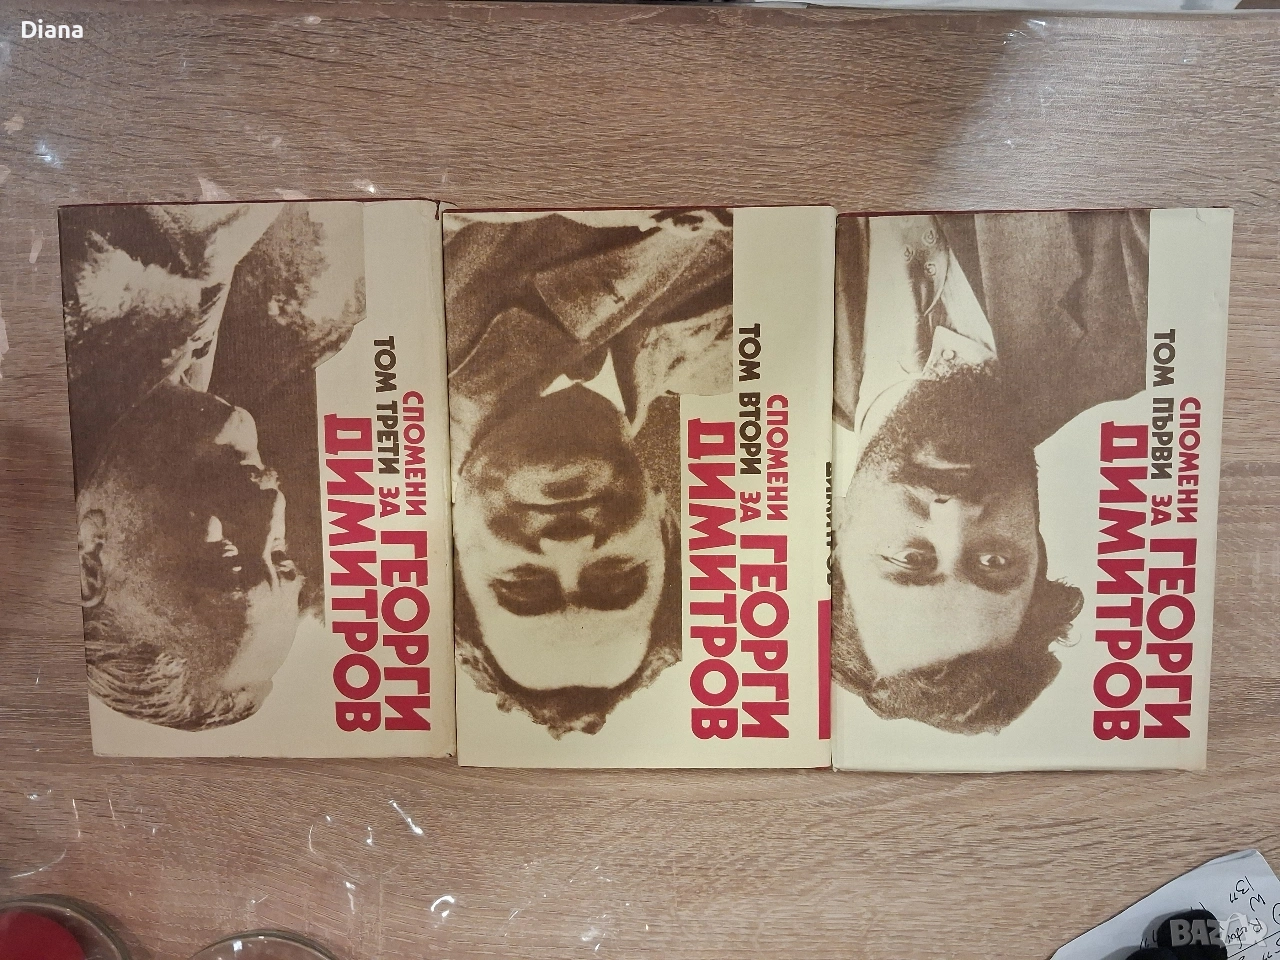 Diana
ТОМ ТРЕТИ
СПОМЕНИ ЗА
ГЕОРГИ
ДИМИТРОВ
ТОМ ВТОРИ
СПОМЕНИ ЗА
ГЕОРГИ
ДИМИТРОВ
ТОМ ПЪРВИ
СПОМЕНИ ЗА
ГЕОРГИ
ДИМИТРОВ